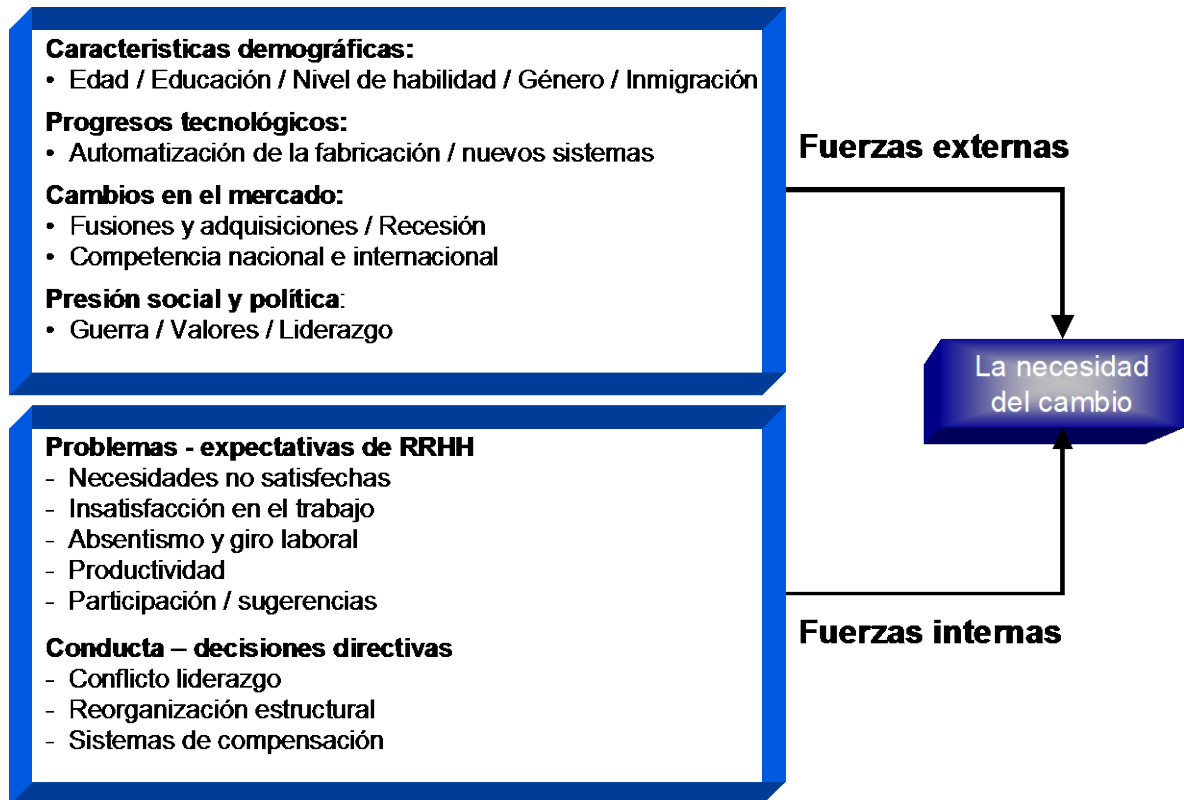 Caracteristicas demográficas:
• Edad / Educación / Nivel de habilidad / Género / Inmigración
Progresos tecnológicos:
• Automatización de la fabricación / nuevos sistemas
Cambios en el mercado:
• Fusiones y adquisiciones / Recesión
• Competencia nacional e internacional
Presión social y política:
• Guerra / Valores / Liderazgo
Fuerzas externas
La necesidad
del cambio
Problemas - expectativas de RRHH
- Necesidades no satisfechas
- Insatisfacción en el trabajo
- Absentismo y giro laboral
- Productividad
- Participación / sugerencias
Conducta – decisiones directivas
- Conflicto liderazgo
- Reorganización estructural
- Sistemas de compensación
Fuerzas internas